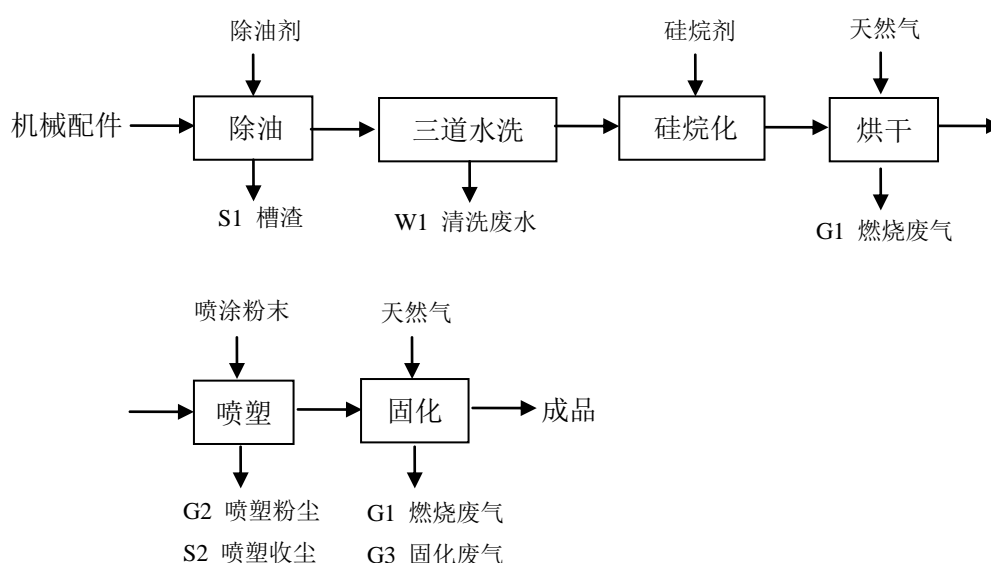 除油剂
硅烷剂
天然气
机械配件
除油
三道水洗
硅烷化
烘干
S1 槽渣
W1 清洗废水
G1 燃烧废气
喷涂粉末
天然气
喷塑
固化
成品
G2 喷塑粉尘
G1 燃烧废气
S2 喷塑收尘
G3 固化废气